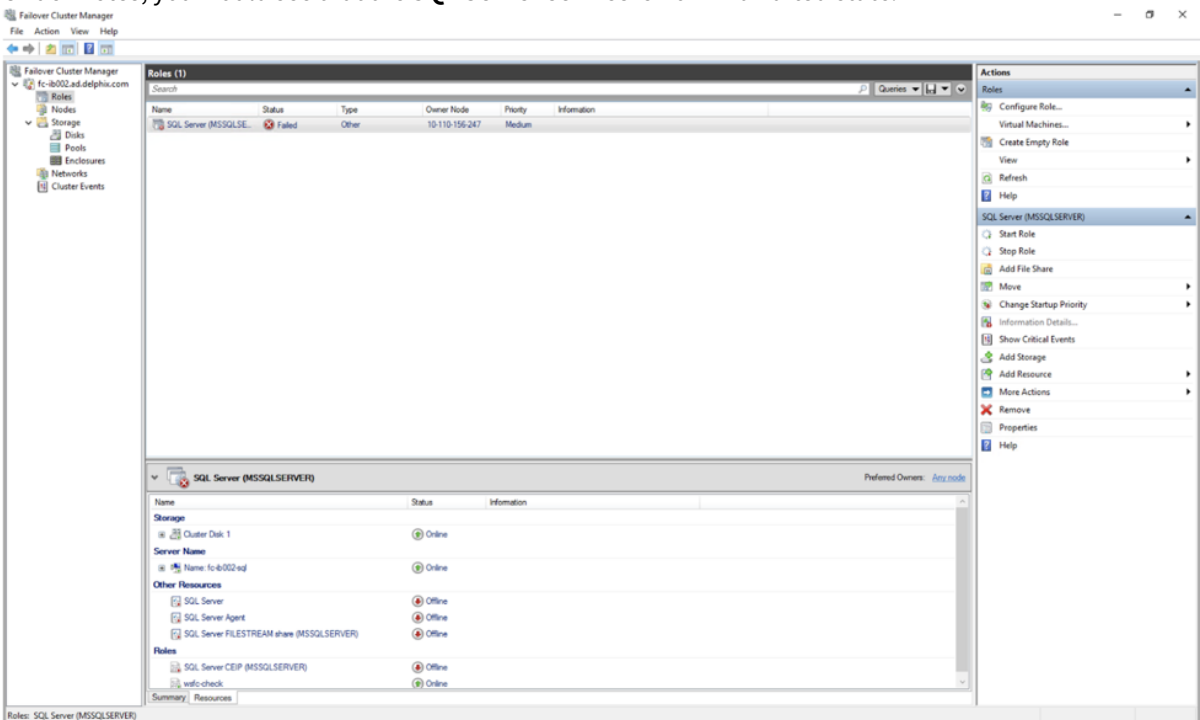 Failover Cluster Manager
File Action View Help
Failover Cluster Manager
fc-ib002.ad.delphix.com
Roles
Nodes
Storage
Disks
Pools
Enclosures
Networks
Cluster Events
Roles (1)
Search
Queries
Name Status Type Owner Node Priority Information
SQL Server (MSSQLSE... Failed Other 10-110-156-247 Medium
SQL Server (MSSQLSERVER)
Preferred Owners: Any node
Name Status Information
Storage
Cluster Disk 1 Online
Server Name
Name: fc-ib002-sql Online
Other Resources
SQL Server Offline
SQL Server Agent Offline
SQL Server FILESTREAM share (MSSQLSERVER) Offline
Roles
SQL Server CEIP (MSSQLSERVER) Offline
wsfc-check Online
Summary Resources
Actions
Roles
Configure Role...
Virtual Machines...
Create Empty Role
View
Refresh
Help
SQL Server (MSSQLSERVER)
Start Role
Stop Role
Add File Share
Move
Change Startup Priority
Information Details...
Show Critical Events
Add Storage
Add Resource
More Actions
Remove
Properties
Help
Roles: SQL Server (MSSQLSERVER)